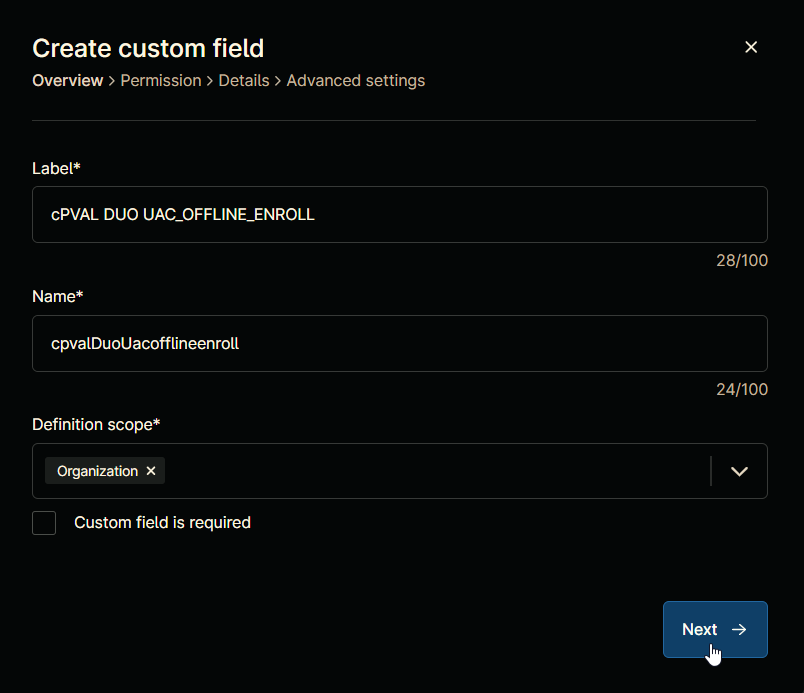 Create custom field
Overview > Permission > Details > Advanced settings
Label*
cPVAL DUO UAC_OFFLINE_ENROLL
28/100
Name*
cpvalDuoUacofflineenroll
24/100
Definition scope*
Organization
Custom field is required
Next